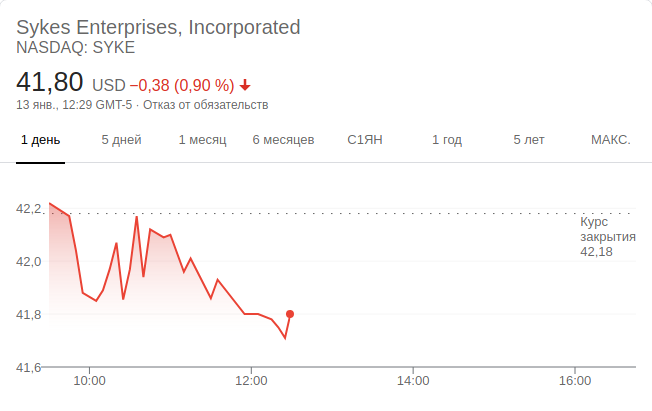 Sykes Enterprises, Incorporated
NASDAQ: SYKE
41,80 USD −0,38 (0,90 %)
13 янв., 12:29 GMT-5 · Отказ от обязательств
1 день 5 дней 1 месяц 6 месяцев С1ЯН 1 год 5 лет МАКС.
42,2
Курс
закрытия
42,18
42,0
41,8
41,6
10:00 12:00 14:00 16:00